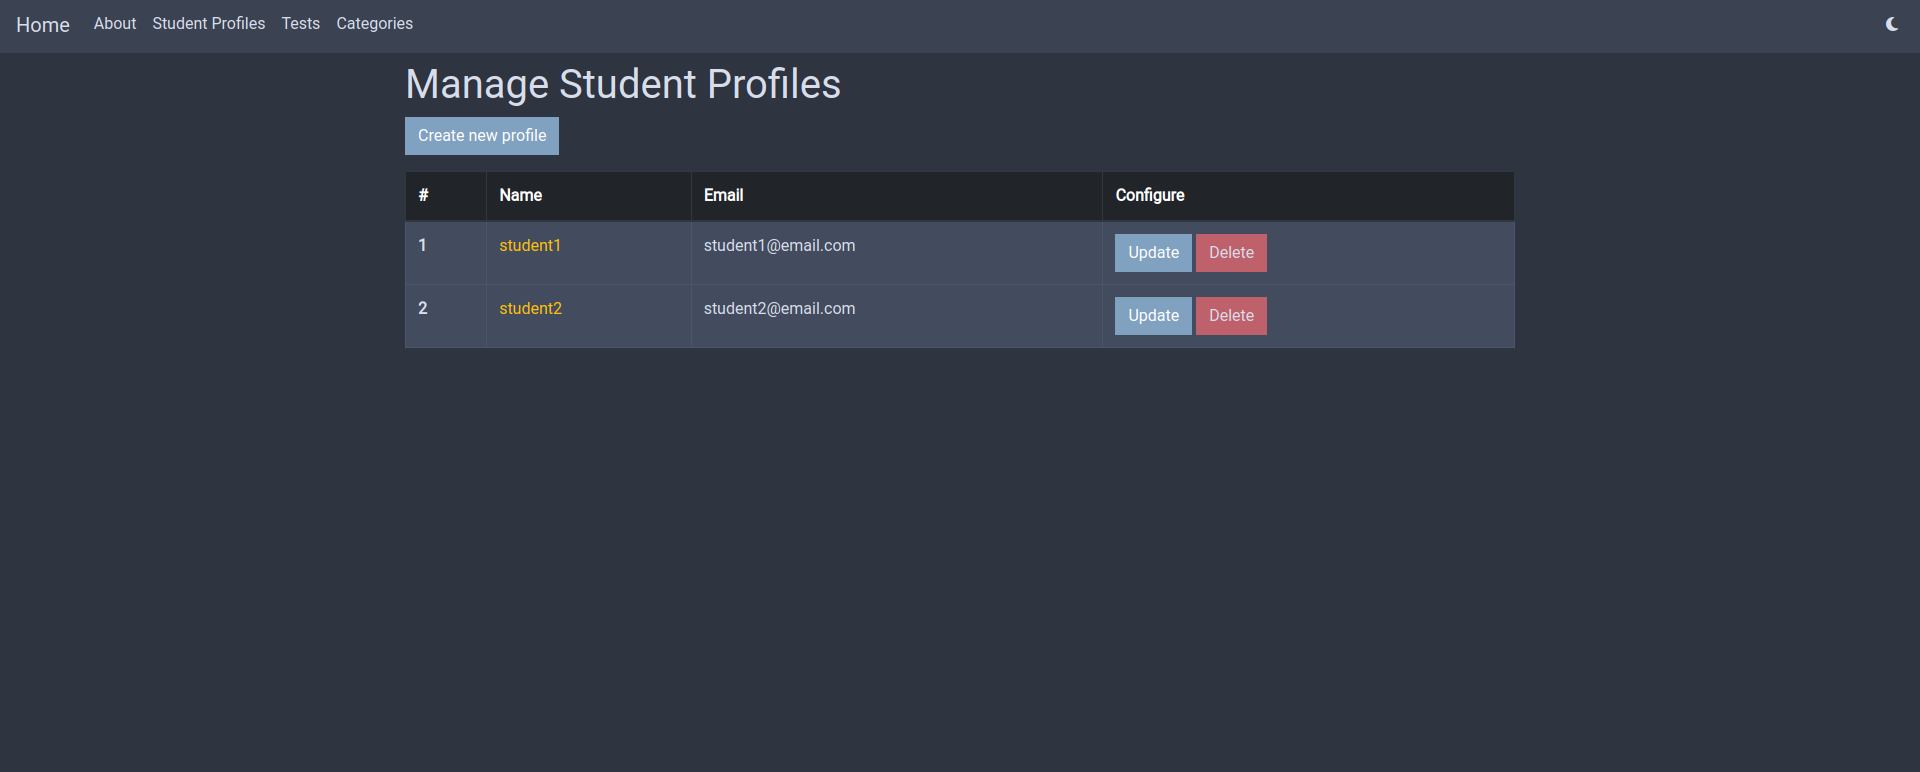 Home About Student Profiles Tests Categories
Manage Student Profiles
Create new profile
# Name Email Configure
1 student1 student1@email.com Update Delete
2 student2 student2@email.com Update Delete